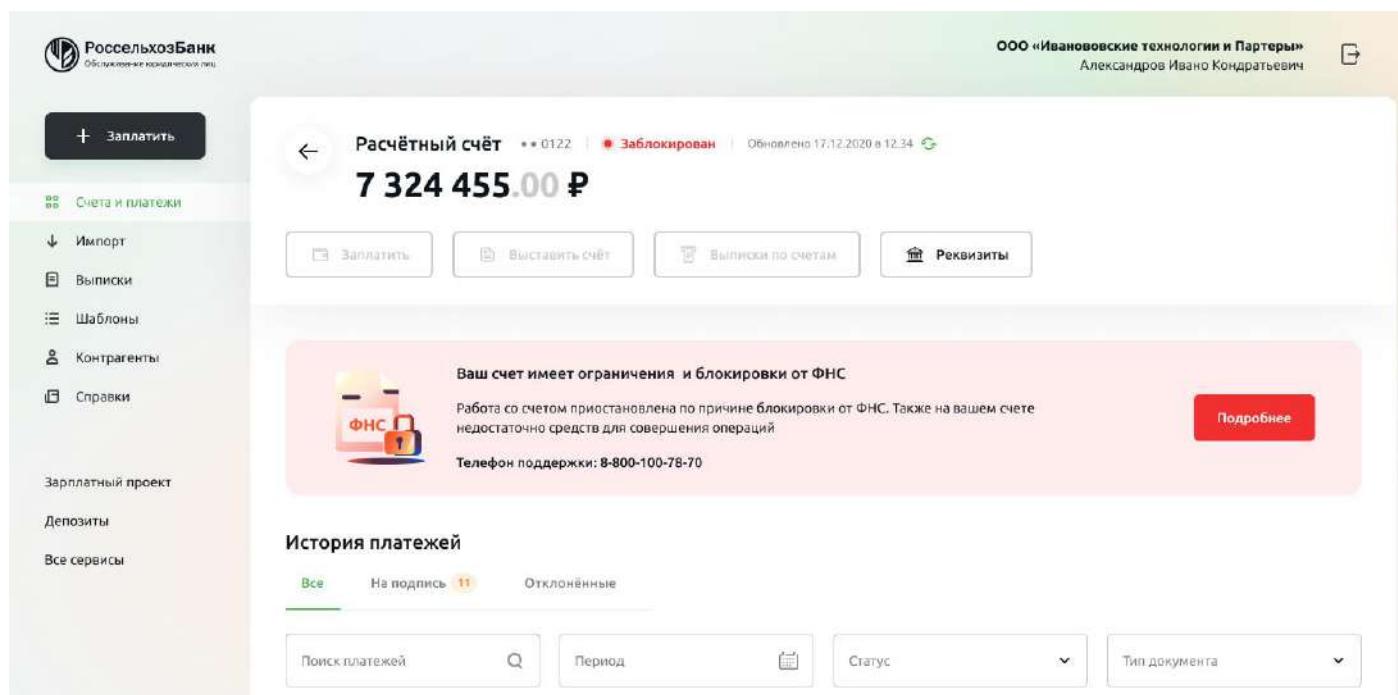 РоссельхозБанк
Обслуживание юридических лиц
ООО «Ивановские технологии и Партеры»
Александров Ивано Кондратьевич
+ Заплатить
Счета и платежи
Импорт
Выписки
Шаблоны
Контрагенты
Справки
Зарплатный проект
Депозиты
Все сервисы
Расчётный счёт •• 0122 Заблокирован Обновлено 17.12.2020 в 12.34
7 324 455.00 ₽
Заплатить
Выставить счёт
Выписки по счетам
Реквизиты
ФНС
Ваш счет имеет ограничения и блокировки от ФНС
Работа со счетом приостановлена по причине блокировки от ФНС. Также на вашем счете
недостаточно средств для совершения операций
Телефон поддержки: 8-800-100-78-70
Подробнее
История платежей
Все На подпись 11 Отклонённые
Поиск платежей
Период
Статус
Тип документа